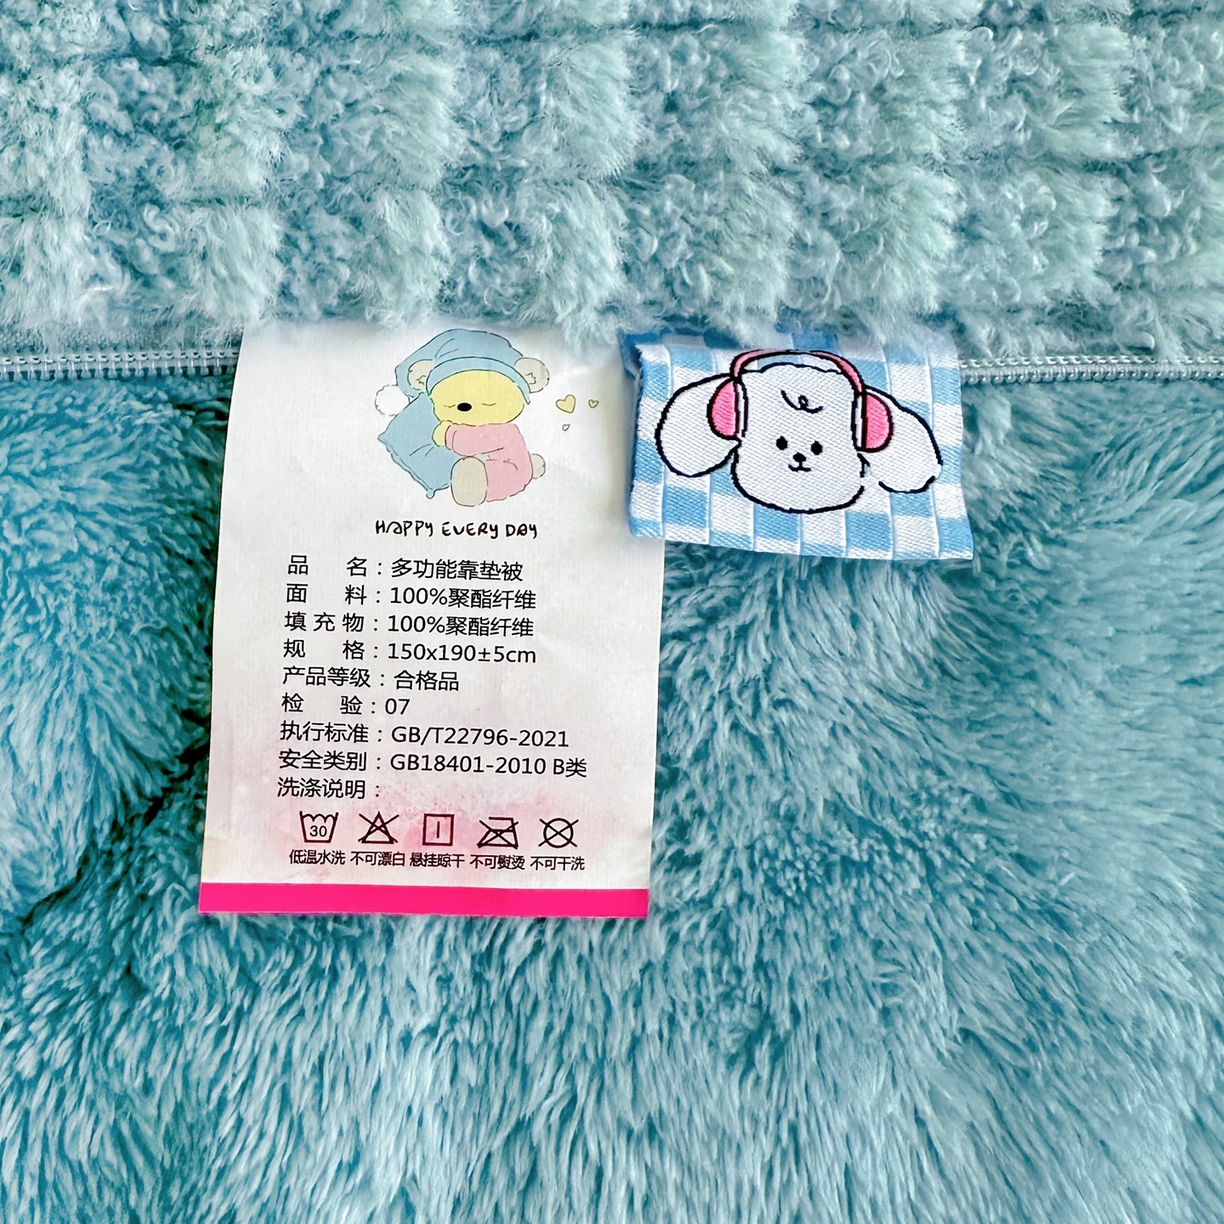 HAPPY EVERY DAY
品 名：多功能靠垫被
面 料：100%聚酯纤维
填充物：100%聚酯纤维
规 格：150x190±5cm
产品等级：合格品
检 验：07
执行标准：GB/T22796-2021
安全类别：GB18401-2010 B类
洗涤说明：
30
低温水洗 不可漂白 悬挂晾干 不可熨烫 不可干洗